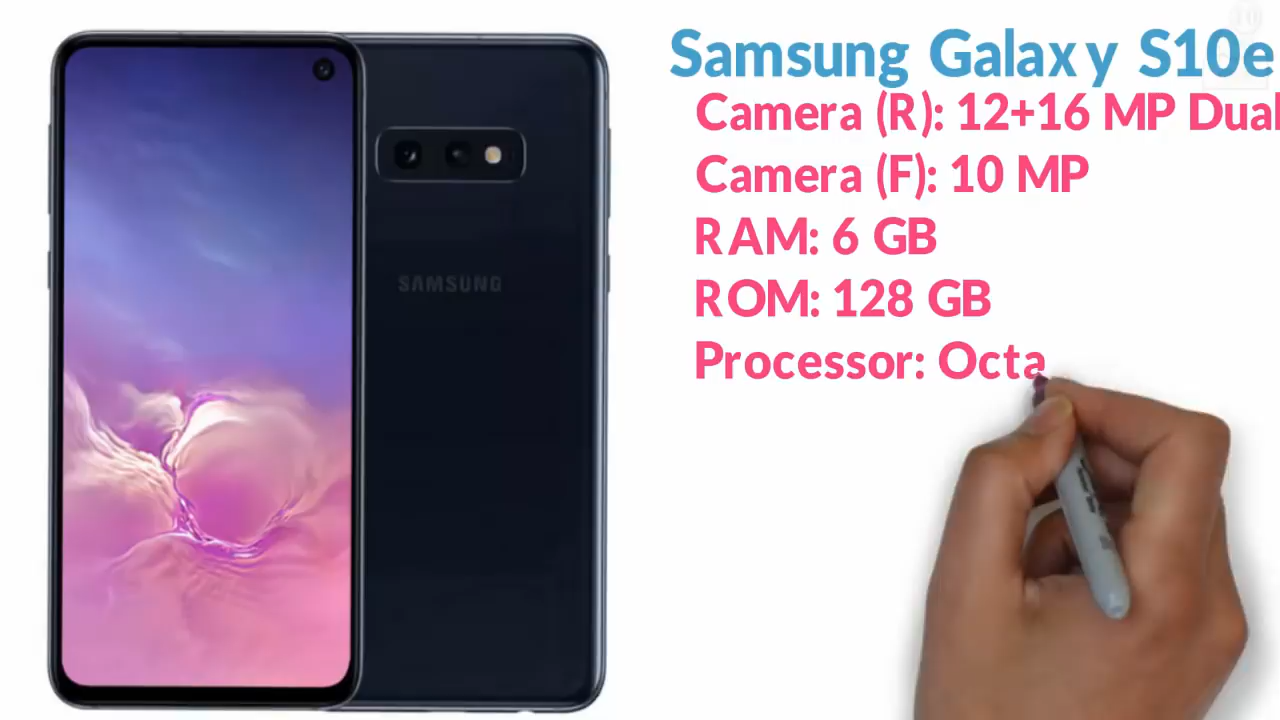 Samsung Galaxy S10e
Camera (R): 12+16 MP Dual
Camera (F): 10 MP
RAM: 6 GB
ROM: 128 GB
Processor: Octa
SAMSUNG